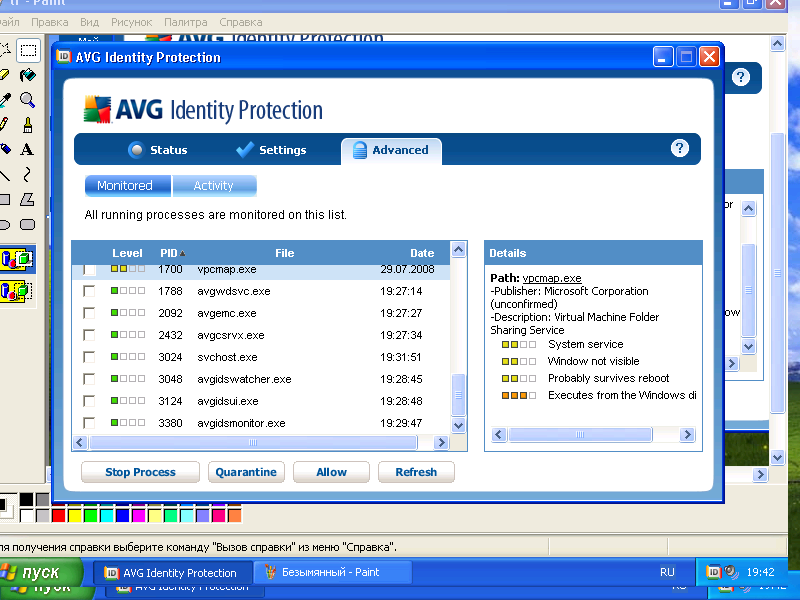 Paint
Файл Правка Вид Рисунок Палитра Справка
AVG Identity Protection
AVG Identity Protection
Status Settings Advanced ?
Monitored Activity
All running processes are monitored on this list.
Level PID File Date
1700 vpcmap.exe 29.07.2008
1788 avgwdsvc.exe 19:27:14
2092 avgemc.exe 19:27:27
2432 avgcsrvx.exe 19:27:34
3024 svchost.exe 19:31:51
3048 avgidswatcher.exe 19:28:45
3124 avgidsui.exe 19:28:48
3380 avgidsmonitor.exe 19:29:47
Details
Path: vpcmap.exe
-Publisher: Microsoft Corporation
(unconfirmed)
-Description: Virtual Machine Folder
Sharing Service
System service
Window not visible
Probably survives reboot
Executes from the Windows di
Stop Process Quarantine Allow Refresh
ля получения справки выберите команду "Вызов справки" из меню "Справка".
пуск AVG Identity Protection Безымянный - Paint RU 19:42